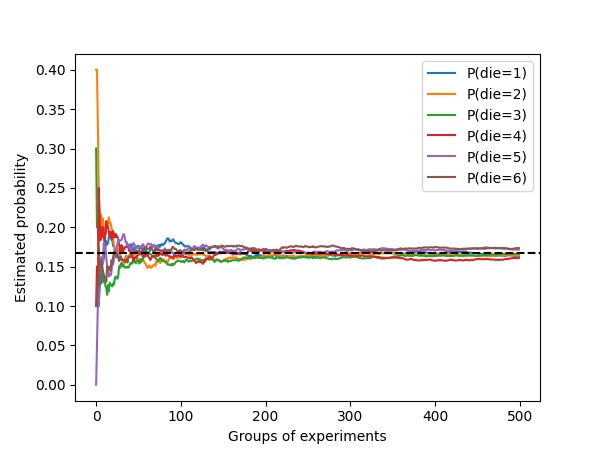 0.40
0.35
0.30
0.25
0.20
0.15
0.10
0.05
0.00
Estimated probability
P(die=1)
P(die=2)
P(die=3)
P(die=4)
P(die=5)
P(die=6)
0 100 200 300 400 500
Groups of experiments